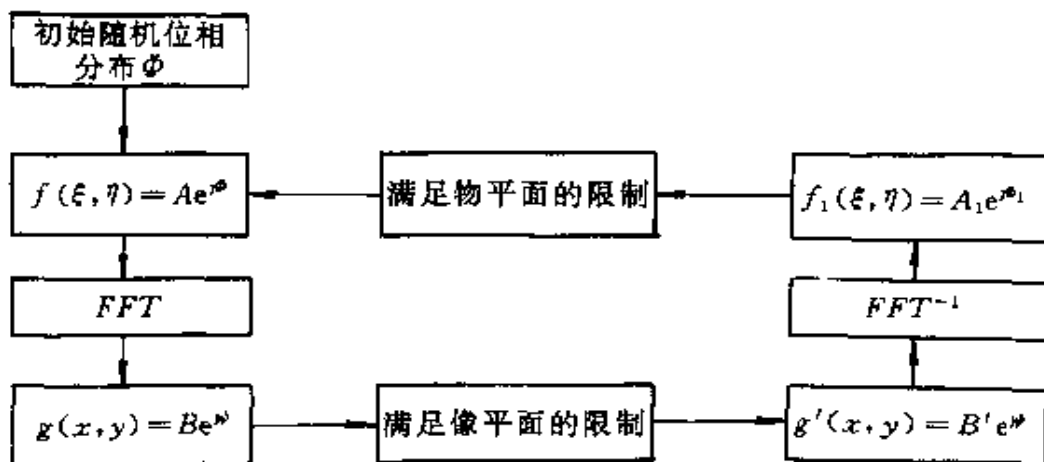 初始随机位相
分布Φ
f(ξ,η)=Ae^{jΦ}
满足物平面的限制
f₁(ξ,η)=A₁e^{jΦ₁}
FFT
FFT⁻¹
g(x,y)=Be^{jψ}
满足像平面的限制
g'(x,y)=B'e^{jψ}